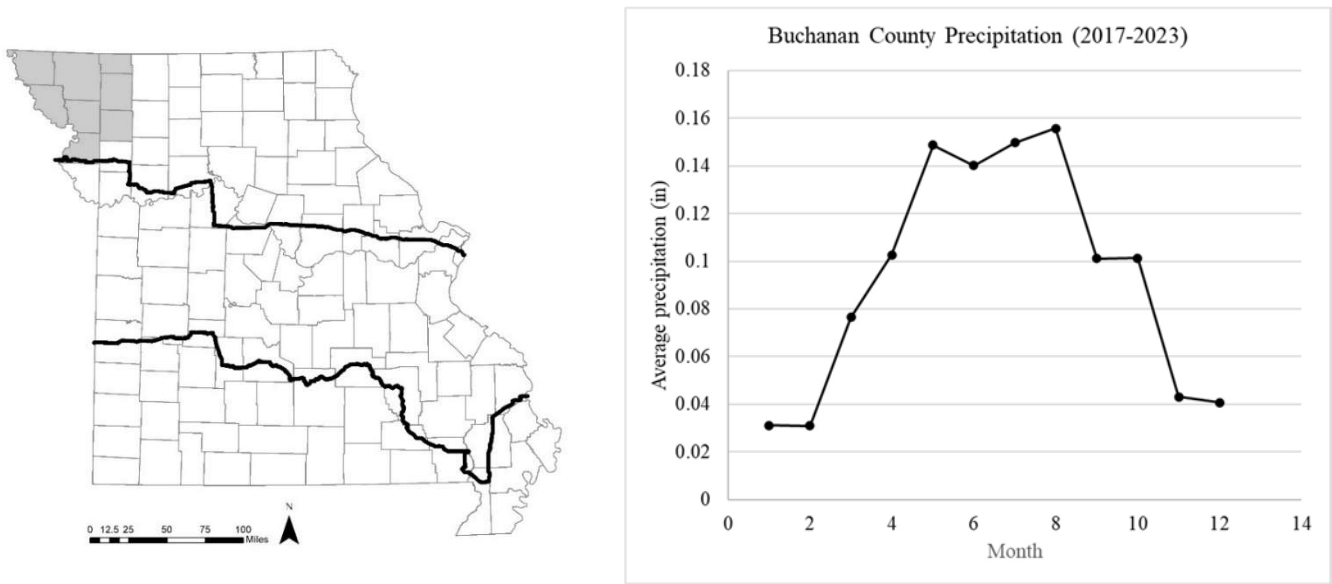 N
0 12.5 25 50 75 100
Miles
Buchanan County Precipitation (2017-2023)
0.18
0.16
0.14
0.12
0.1
0.08
0.06
0.04
0.02
0
Average precipitation (in)
0 2 4 6 8 10 12 14
Month